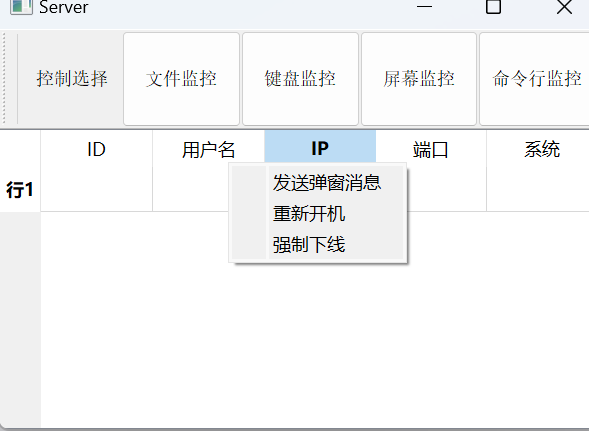 Server
控制选择 文件监控 键盘监控 屏幕监控 命令行监控
ID 用户名 IP 端口 系统
行1
发送弹窗消息
重新开机
强制下线